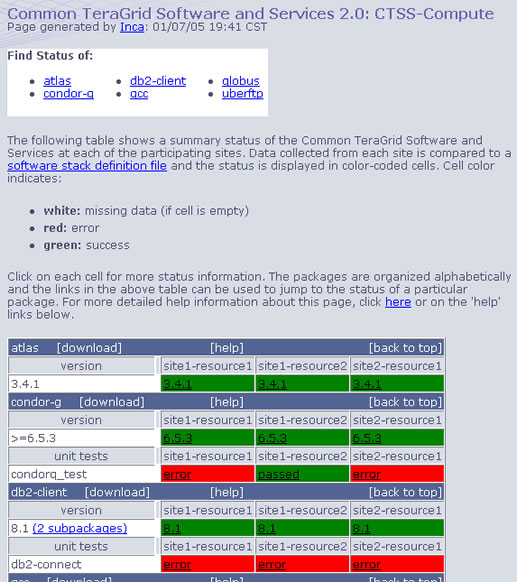 Common TeraGrid Software and Services 2.0: CTSS-Compute
Page generated by Inca: 01/07/05 19:41 CST
Find Status of:
• atlas • db2-client • globus
• condor-g • gcc • uberftp
The following table shows a summary status of the Common TeraGrid Software and
Services at each of the participating sites. Data collected from each site is compared to a
software stack definition file and the status is displayed in color-coded cells. Cell color
indicates:
• white: missing data (if cell is empty)
• red: error
• green: success
Click on each cell for more status information. The packages are organized alphabetically
and the links in the above table can be used to jump to the status of a particular
package. For more detailed help information about this page, click here or on the 'help'
links below.
atlas [download] [help] [back to top]
version site1-resource1 site1-resource2 site2-resource1
3.4.1 3.4.1 3.4.1 3.4.1
condor-g [download] [help] [back to top]
version site1-resource1 site1-resource2 site2-resource1
>=6.5.3 6.5.3 6.5.3 6.5.3
unit tests site1-resource1 site1-resource2 site2-resource1
condorg_test error passed error
db2-client [download] [help] [back to top]
version site1-resource1 site1-resource2 site2-resource1
8.1 (2 subpackages) 8.1 8.1 8.1
unit tests site1-resource1 site1-resource2 site2-resource1
db2-connect error error error
gcc [download] [help] [back to top]